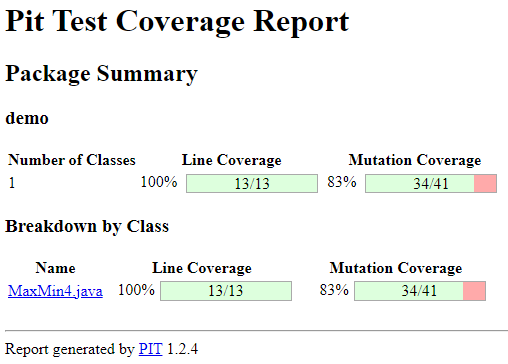 Pit Test Coverage Report
Package Summary
demo
Number of Classes Line Coverage Mutation Coverage
1 100% 13/13 83% 34/41
Breakdown by Class
Name Line Coverage Mutation Coverage
MaxMin4.java 100% 13/13 83% 34/41
Report generated by PIT 1.2.4